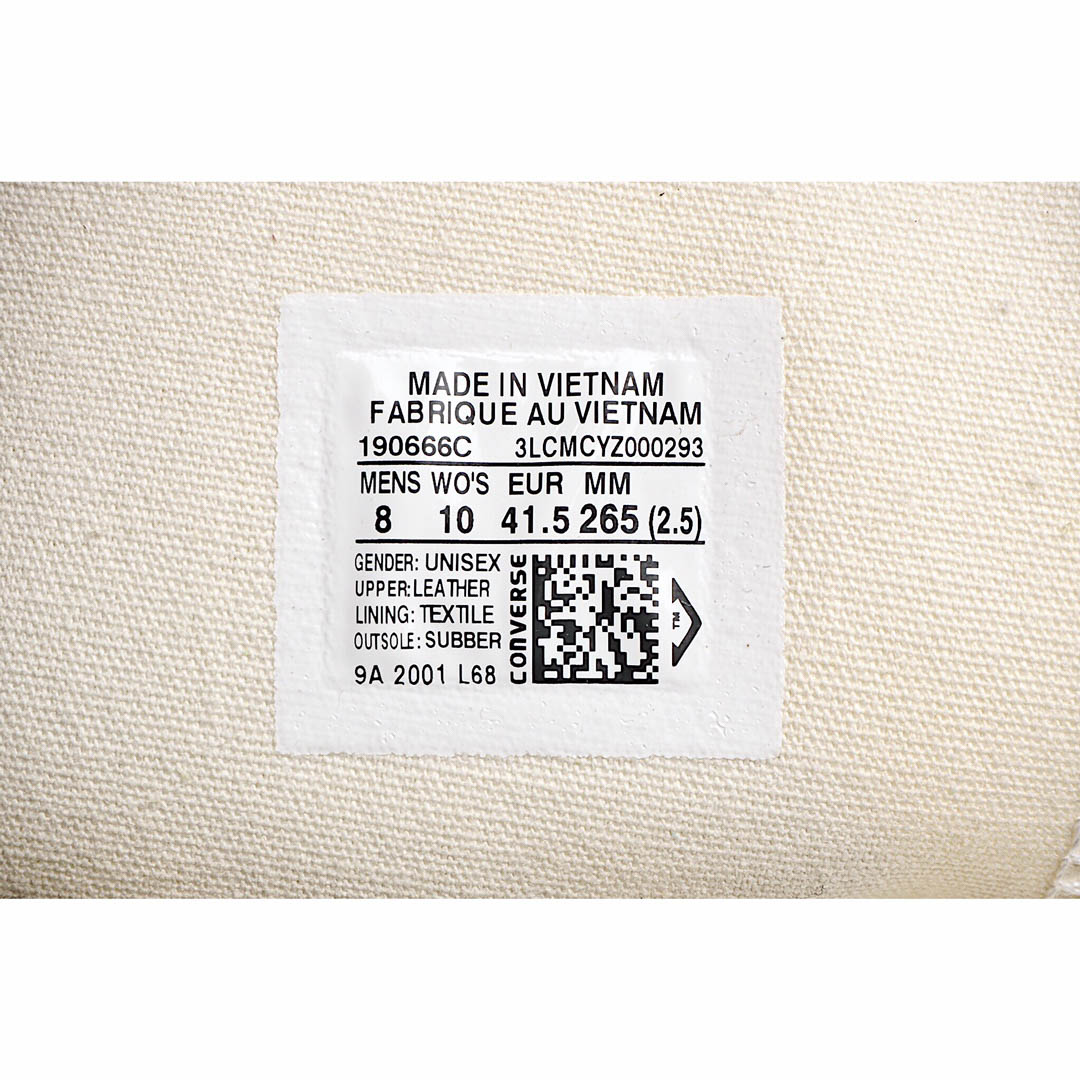 MADE IN VIETNAM
FABRIQUE AU VIETNAM
190666C 3LCMCYZ000293
MENS WO'S EUR MM
8 10 41.5 265 (2.5)
GENDER: UNISEX
UPPER: LEATHER
LINING: TEXTILE
OUTSOLE: SUBBER
9A 2001 L68
CONVERSE
TM